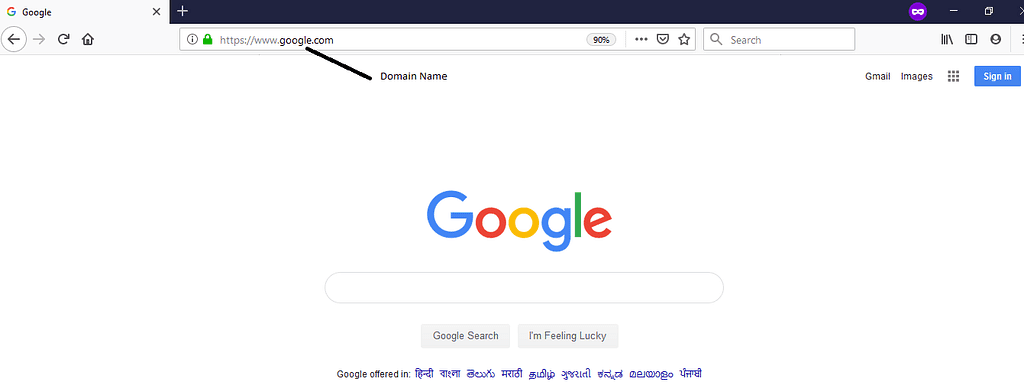 Google
https://www.google.com 90% Search
Domain Name
Gmail Images Sign in
Google
Google Search I'm Feeling Lucky
Google offered in: हिन्दी বাংলা తెలుగు मराठी தமிழ் ગુજરાતી ಕನ್ನಡ മലയാളം ਪੰਜਾਬੀ